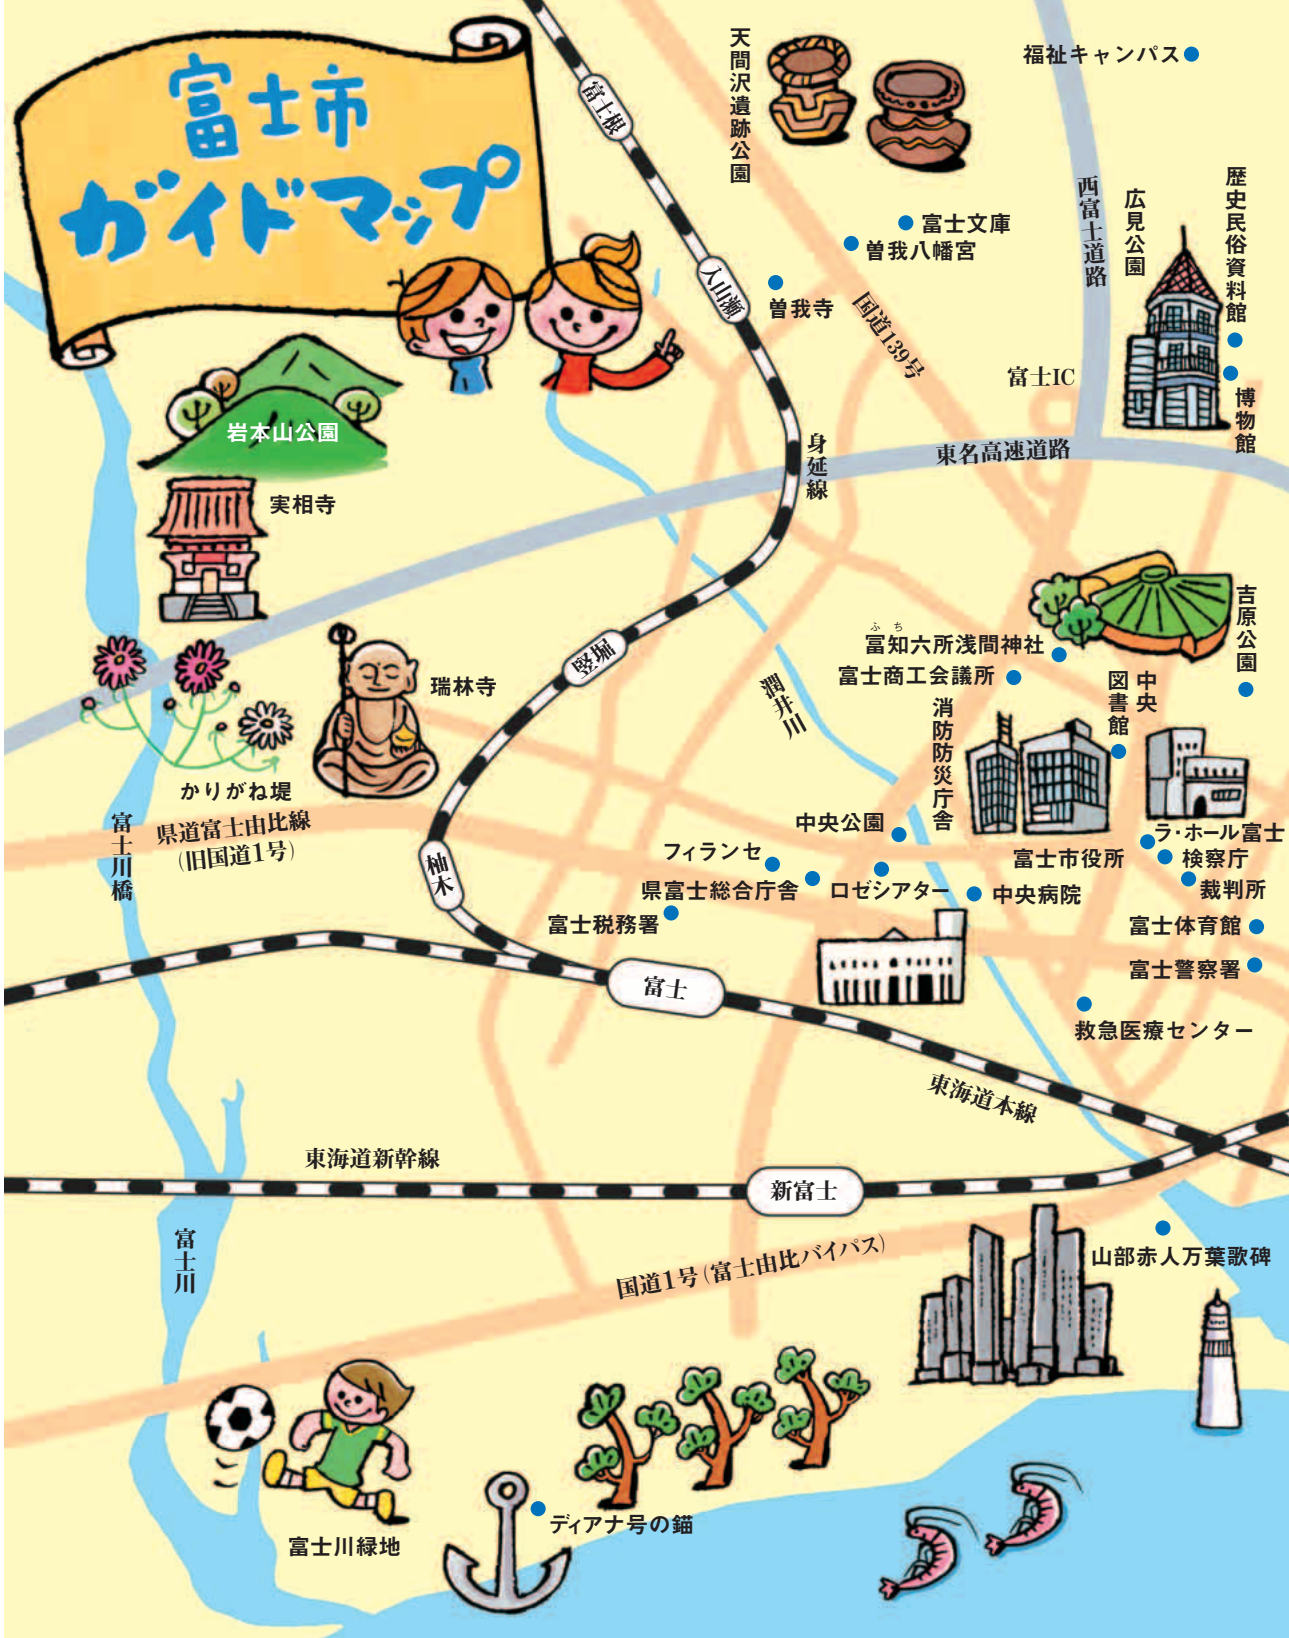 富士市
ガイドマップ
富士根
天間沢遺跡公園
福祉キャンパス
西富士道路
広見公園
歴史民俗資料館
富士文庫
曽我八幡宮
入山瀬
曽我寺
国道139号
富士IC
博物館
岩本山公園
身延線
東名高速道路
実相寺
吉原公園
ふち
富知六所浅間神社
竪堀
富士商工会議所
瑞林寺
潤井川
消防防災庁舎
中央
図書館
かりがね堤
富士川橋
県道富士由比線
(旧国道1号)
中央公園
ラ・ホール富士
柚木
フィランセ
富士市役所
検察庁
県富士総合庁舎
ロゼシアター
中央病院
裁判所
富士税務署
富士体育館
富士警察署
富士
救急医療センター
東海道本線
東海道新幹線
新富士
富士川
国道1号(富士由比バイパス)
山部赤人万葉歌碑
ディアナ号の錨
富士川緑地